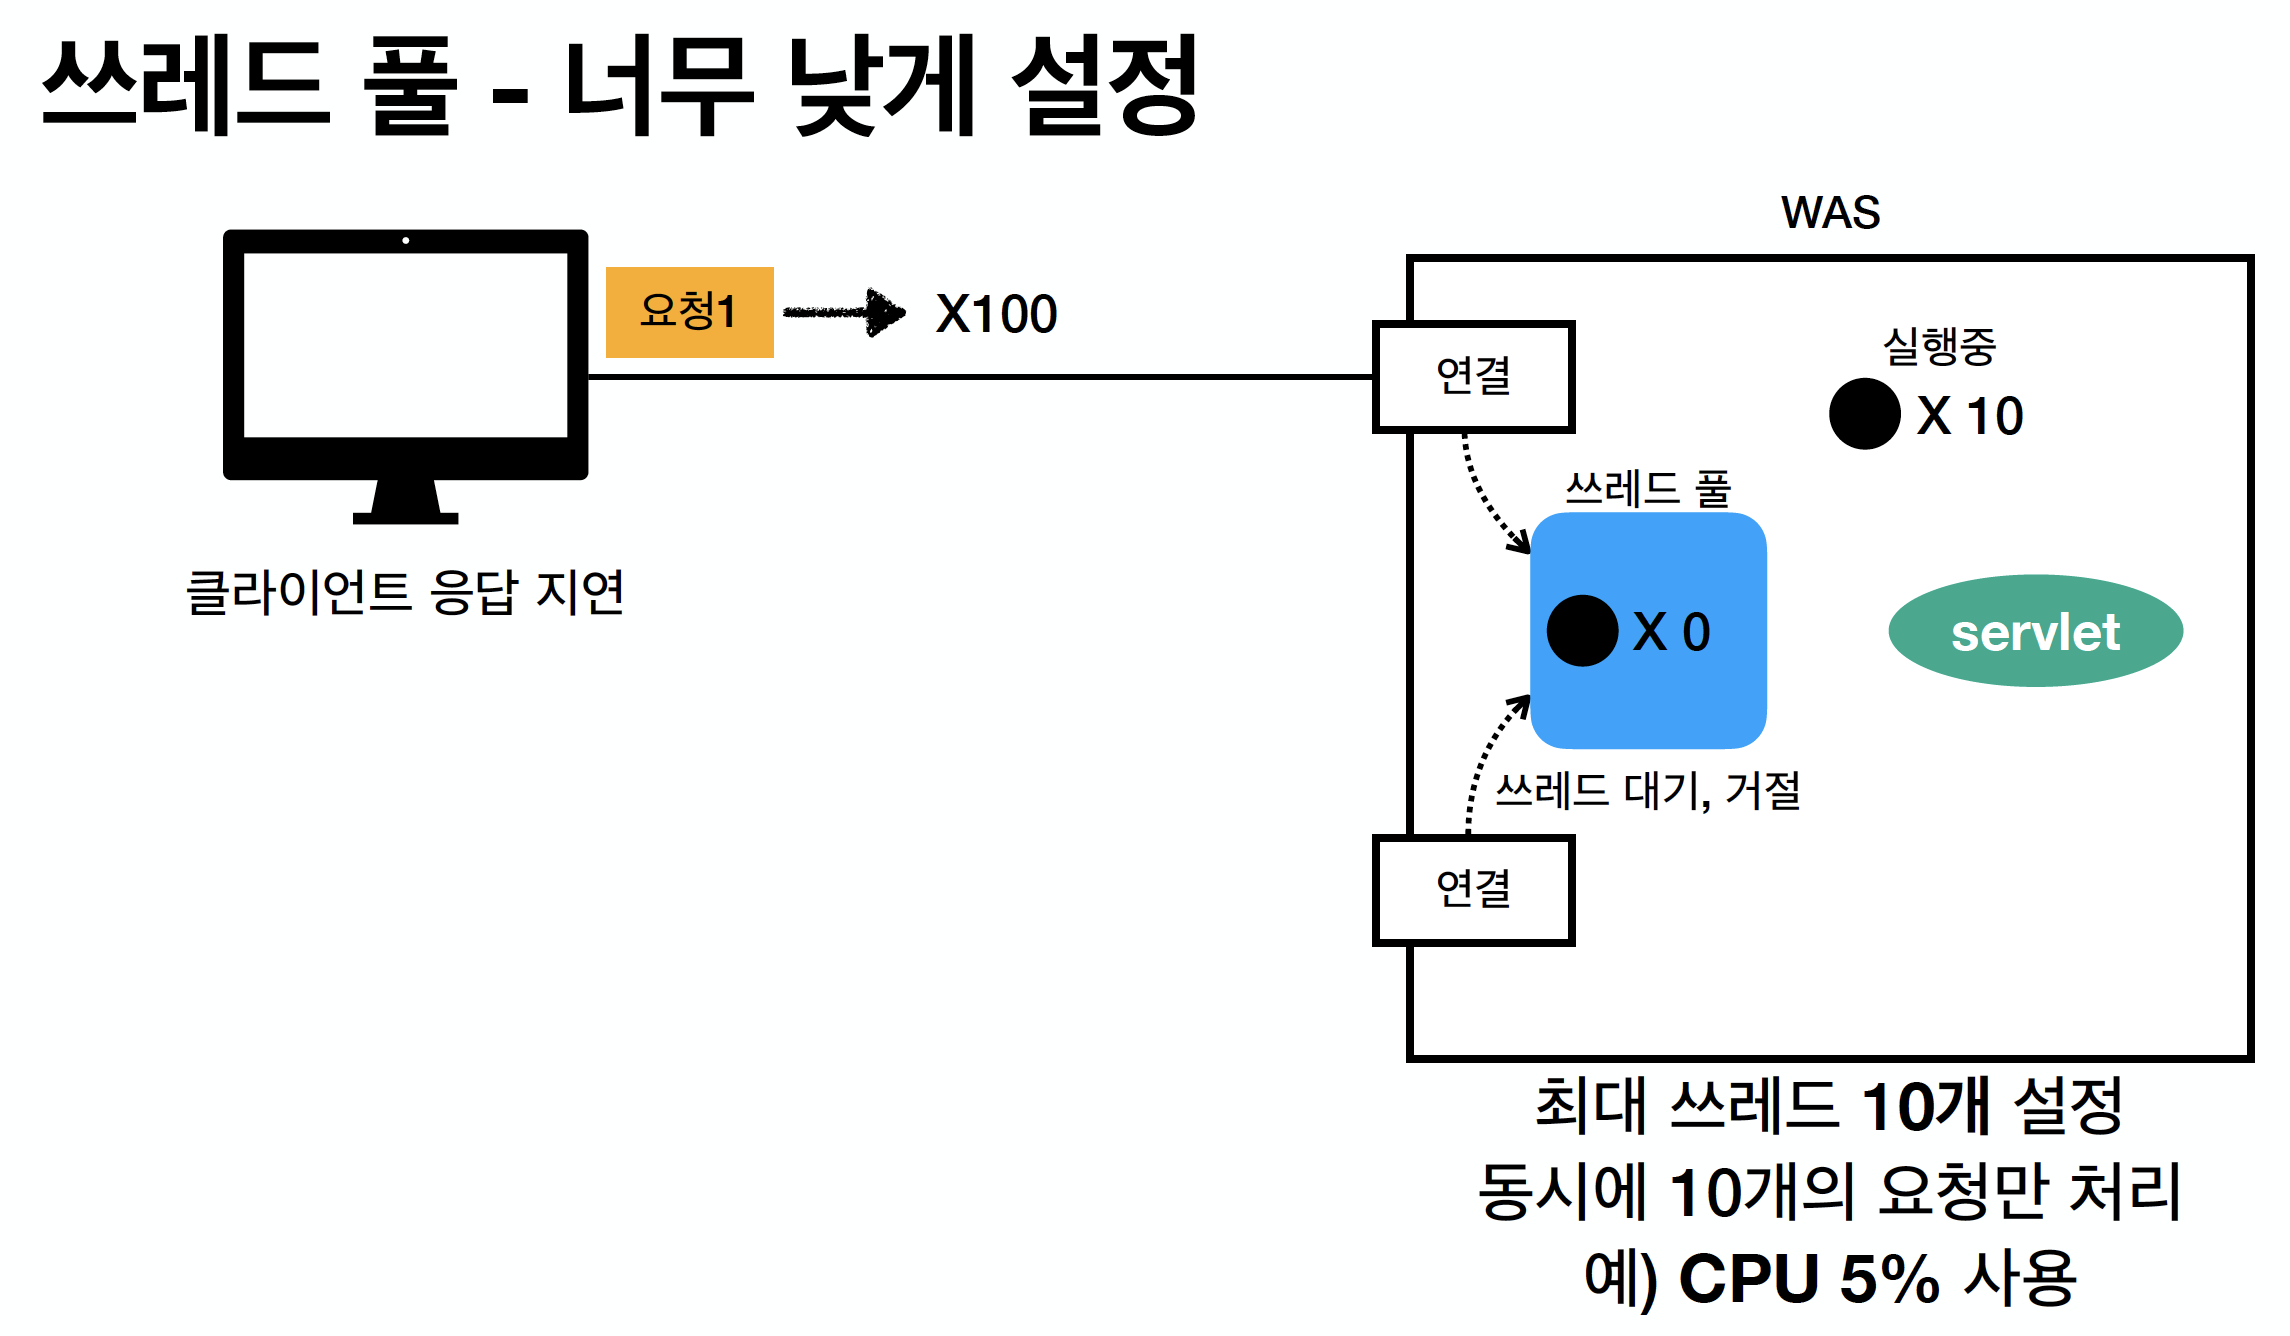 쓰레드 풀 - 너무 낮게 설정
WAS
요청1
X100
연결
실행중
X 10
쓰레드 풀
X 0
servlet
클라이언트 응답 지연
쓰레드 대기, 거절
연결
최대 쓰레드 10개 설정
동시에 10개의 요청만 처리
예) CPU 5% 사용